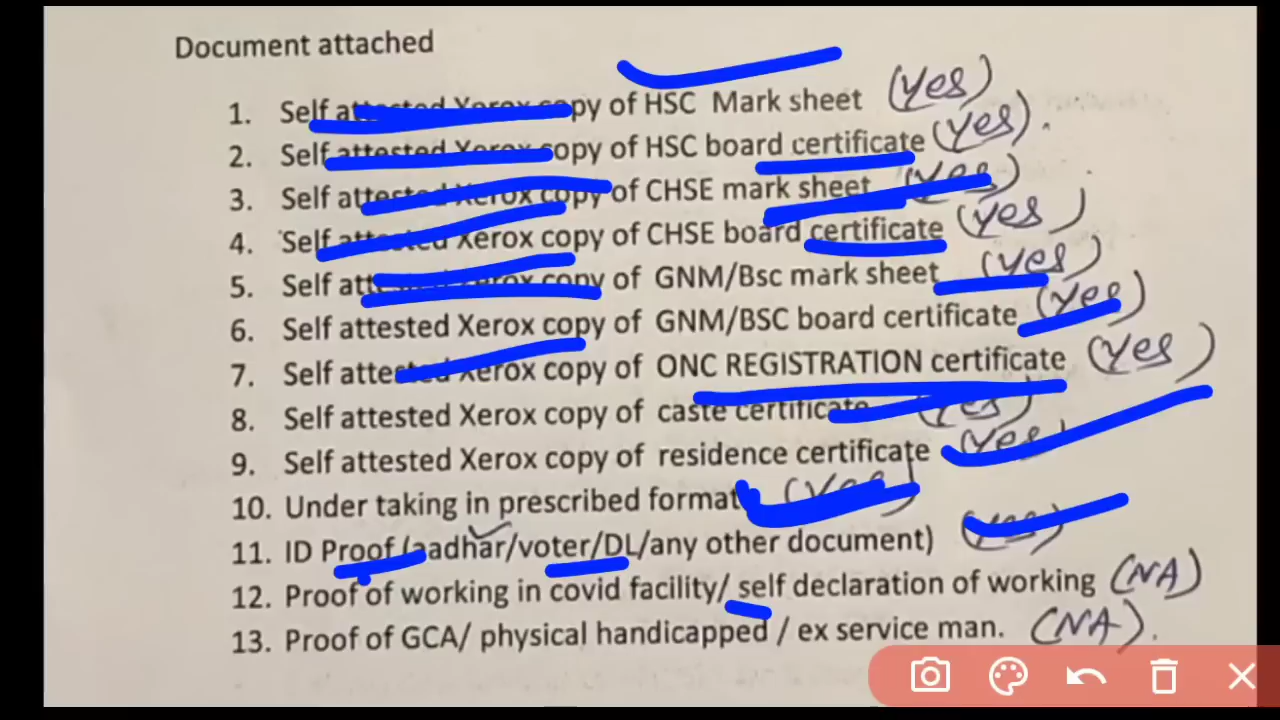 Document attached
1. Self attested Xerox copy of HSC Mark sheet (Yes)
2. Self attested Xerox copy of HSC board certificate (Yes).
3. Self attested Xerox copy of CHSE mark sheet (Yes)
4. Self attested Xerox copy of CHSE board certificate (Yes)
5. Self attested Xerox copy of GNM/Bsc mark sheet (Yes)
6. Self attested Xerox copy of GNM/BSC board certificate (Yes)
7. Self attested Xerox copy of ONC REGISTRATION certificate (Yes)
8. Self attested Xerox copy of caste certificate (Yes)
9. Self attested Xerox copy of residence certificate (Yes)
10. Under taking in prescribed format (Yes)
11. ID Proof (aadhar/voter/DL/any other document) (Yes)
12. Proof of working in covid facility/ self declaration of working (NA)
13. Proof of GCA/ physical handicapped / ex service man. (NA).